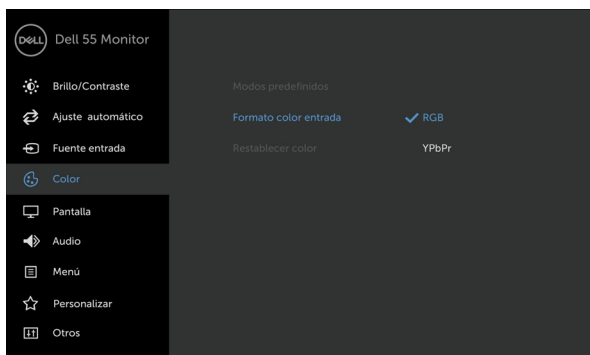 DELL Dell 55 Monitor
Brillo/Contraste
Modos predefinidos
Ajuste automático
Formato color entrada
RGB
Fuente entrada
Restablecer color
YPbPr
Color
Pantalla
Audio
Menú
Personalizar
Otros